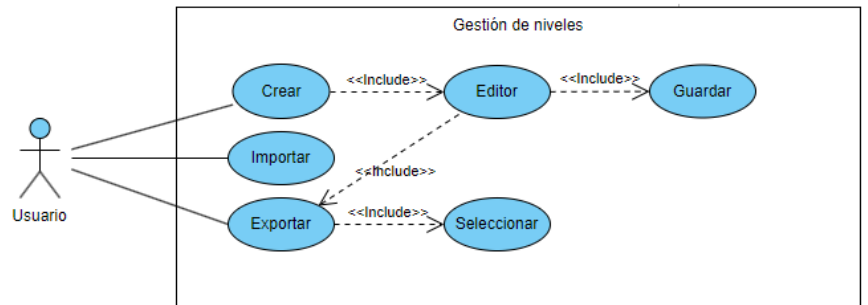 Gestión de niveles
Crear
<<Include>>
Editor
<<Include>>
Guardar
Importar
<<Include>>
Usuario
Exportar
<<Include>>
Seleccionar